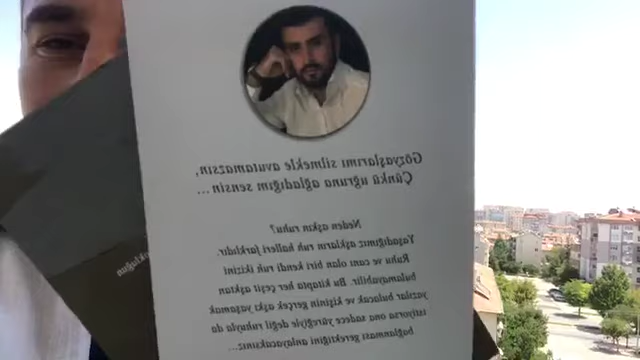 Gözyaşlarımı silmekle avutamazsın,
Çünkü uğruna ağladığım sensin...
Neden aşkın ruhu?
Yaşadığımız aşkların ruh halleri farklıdır.
Ruhu ve canı olan biri kendi ruh ikizini
bulamayabilir. Bu kitapta her çeşit aşktan
yazılar bulacak ve kişinin gerçek aşkı yaşamak
istiyorsa ona sadece yüreğiyle değil ruhuyla da
bağlanması gerektiğini anlayacaksınız...